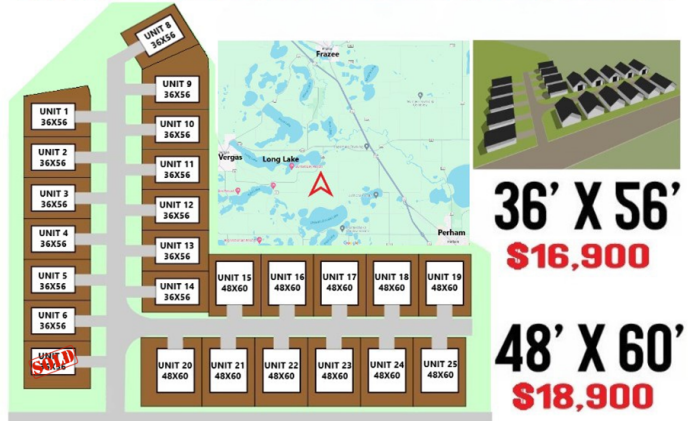 UNIT 8
36X56
UNIT 1
36X56
UNIT 2
36X56
UNIT 3
36X56
UNIT 4
36X56
UNIT 5
36X56
UNIT 6
36X56
SOLD
UNIT 9
36X56
UNIT 10
36X56
UNIT 11
36X56
UNIT 12
36X56
UNIT 13
36X56
UNIT 14
36X56
UNIT 15
48X60
UNIT 16
48X60
UNIT 17
48X60
UNIT 18
48X60
UNIT 19
48X60
UNIT 20
48X60
UNIT 21
48X60
UNIT 22
48X60
UNIT 23
48X60
UNIT 24
48X60
UNIT 25
48X60
Frazee
Vergas
Long Lake
Perham
36' X 56'
$16,900
48' X 60'
$18,900